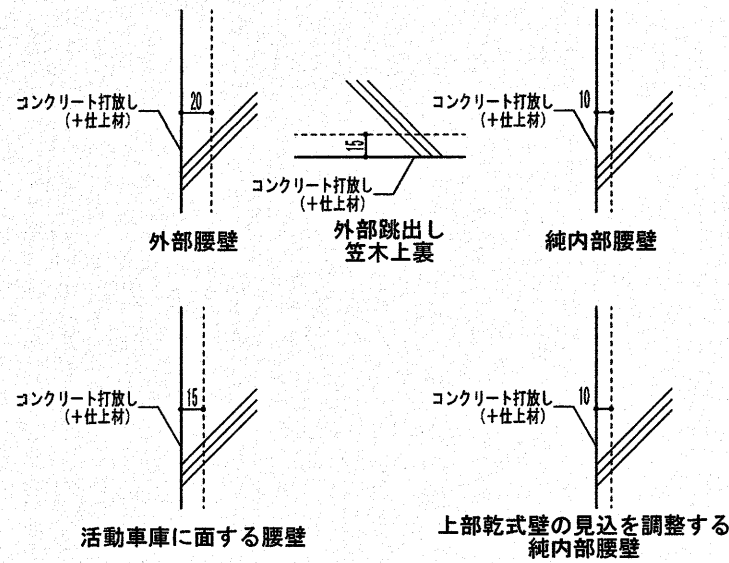 コンクリート打放し
(+仕上材)
20
外部腰壁
15
コンクリート打放し
(+仕上材)
外部跳出し
笠木上裏
コンクリート打放し
(+仕上材)
10
純内部腰壁
コンクリート打放し
(+仕上材)
15
活動車庫に面する腰壁
コンクリート打放し
(+仕上材)
10
上部乾式壁の見込を調整する
純内部腰壁